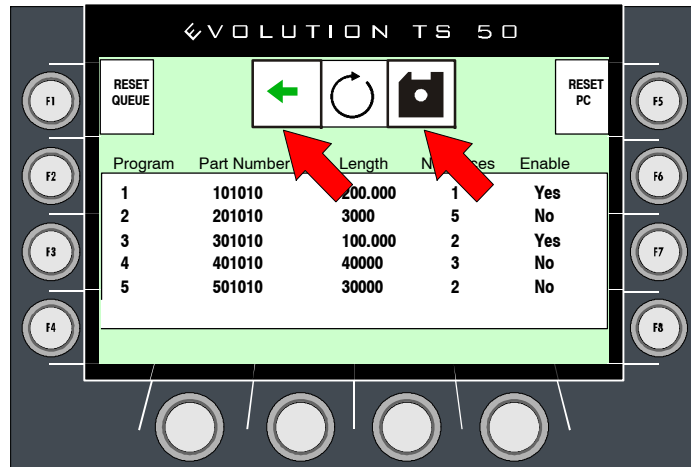 EVOLUTION TS 50
RESET
QUEUE
RESET
PC
F1
F5
Program Part Number Length Enable
F2
F6
1 101010 200.000 1 Yes
2 201010 3000 5 No
3 301010 100.000 2 Yes
4 401010 40000 3 No
5 501010 30000 2 No
F3
F7
F4
F8